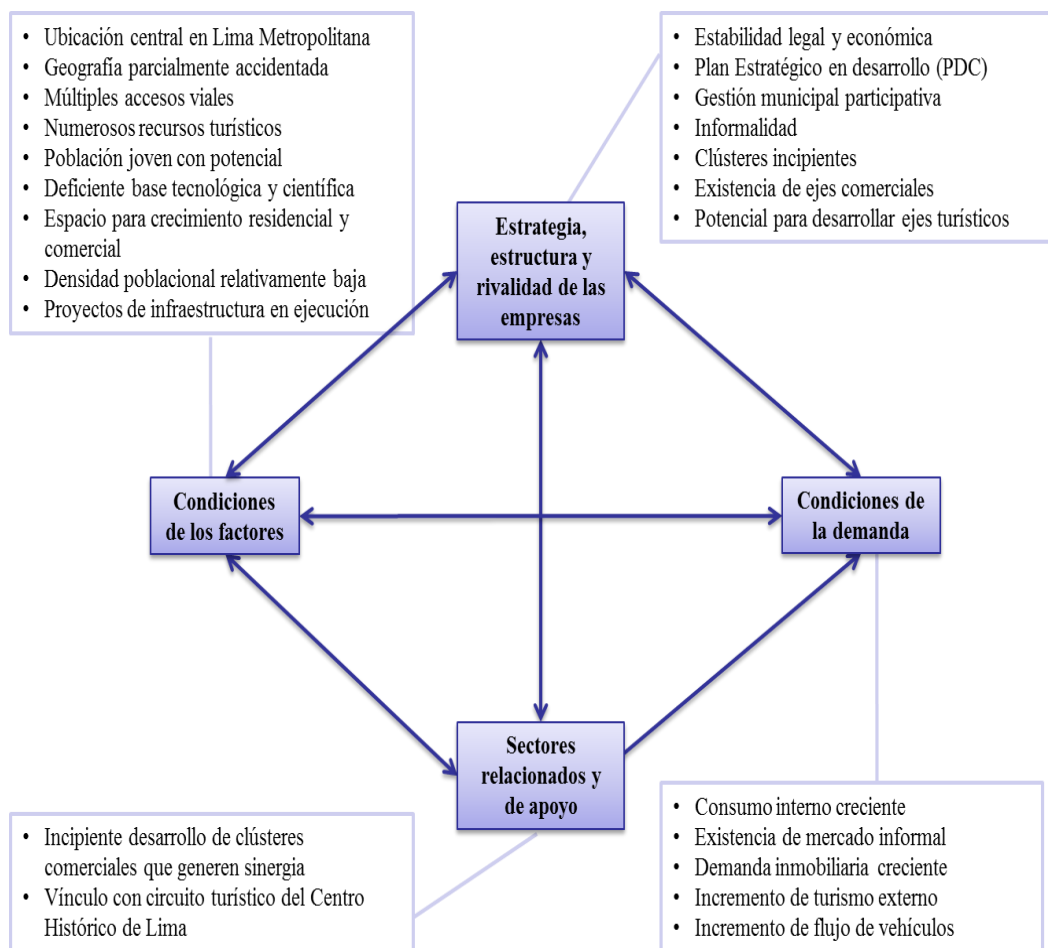 • Ubicación central en Lima Metropolitana
• Geografía parcialmente accidentada
• Múltiples accesos viales
• Numerosos recursos turísticos
• Población joven con potencial
• Deficiente base tecnológica y científica
• Espacio para crecimiento residencial y
comercial
• Densidad poblacional relativamente baja
• Proyectos de infraestructura en ejecución
• Estabilidad legal y económica
• Plan Estratégico en desarrollo (PDC)
• Gestión municipal participativa
• Informalidad
• Clústeres incipientes
• Existencia de ejes comerciales
• Potencial para desarrollar ejes turísticos
Estrategia,
estructura y
rivalidad de las
empresas
Condiciones
de los factores
Condiciones de
la demanda
Sectores
relacionados y
de apoyo
• Incipiente desarrollo de clústeres
comerciales que generen sinergia
• Vínculo con circuito turístico del Centro
Histórico de Lima
• Consumo interno creciente
• Existencia de mercado informal
• Demanda inmobiliaria creciente
• Incremento de turismo externo
• Incremento de flujo de vehículos